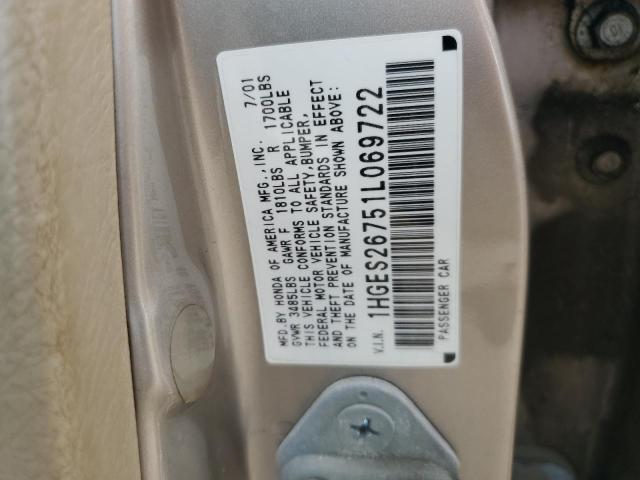 MFD.BY HONDA OF AMERICA MFG.,INC. 7/01
GVWR 3485LBS GAWR F 1810LBS R 1700LBS
THIS VEHICLE CONFORMS TO ALL APPLICABLE
FEDERAL MOTOR VEHICLE SAFETY,BUMPER,
AND THEFT PREVENTION STANDARDS IN EFFECT
ON THE DATE OF MANUFACTURE SHOWN ABOVE:
V.I.N. 1HGES26751L069722
PASSENGER CAR